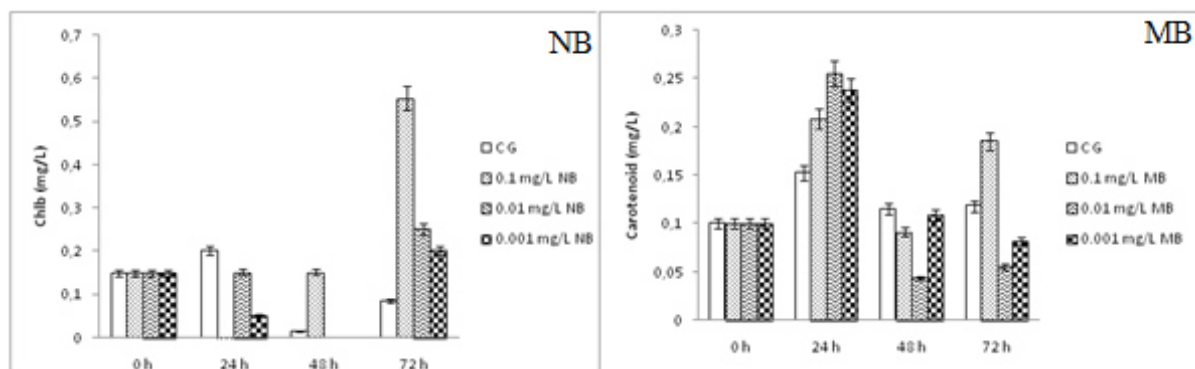 NB
0,7
0,6
0,5
0,4
0,3
0,2
0,1
0
Chlb (mg/L)
0 h
24 h
48 h
72 h
CG
0.1 mg/L NB
0.01 mg/L NB
0.001 mg/L NB
MB
0,3
0,25
0,2
0,15
0,1
0,05
0
Carotenoid (mg/L)
0 h
24 h
48 h
72 h
CG
0.1 mg/L MB
0.01 mg/L MB
0.001 mg/L MB